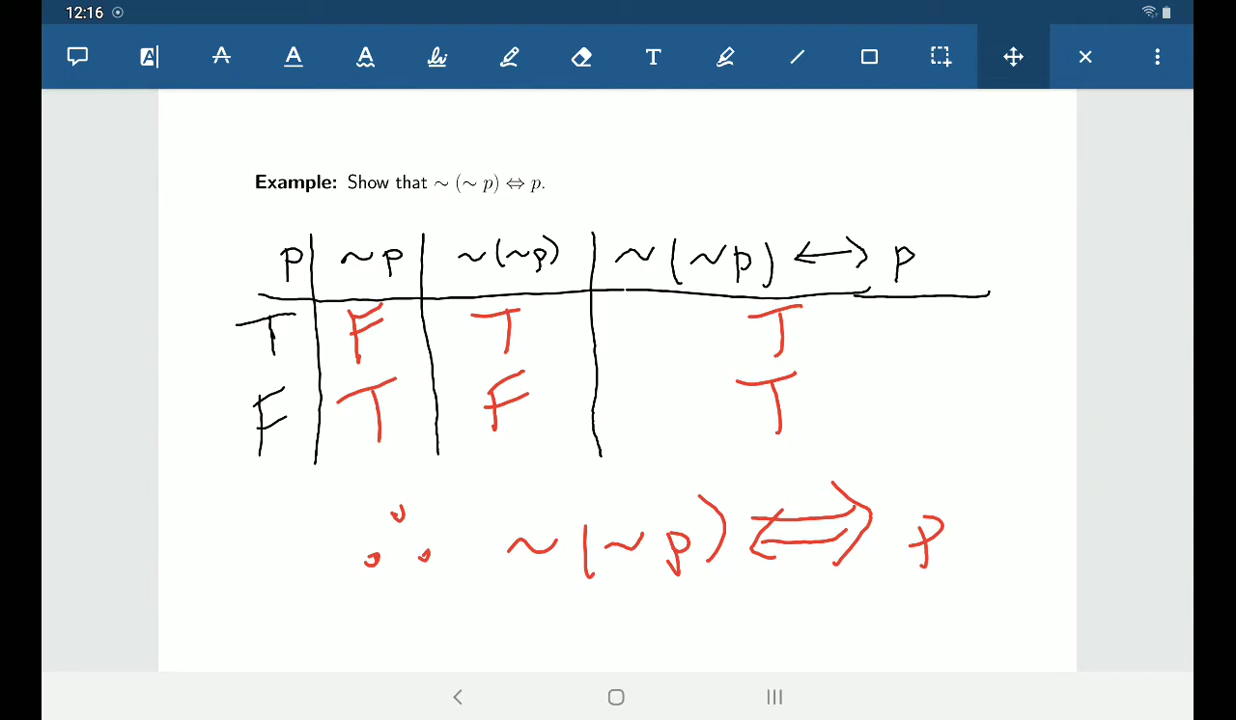 12:16
Example: Show that ∼ (∼ p) ⇔ p.
p ~p ~(~p) ~(~p) ↔ p
T F T T
F T F T
∴ ~(~p) ⇔ p